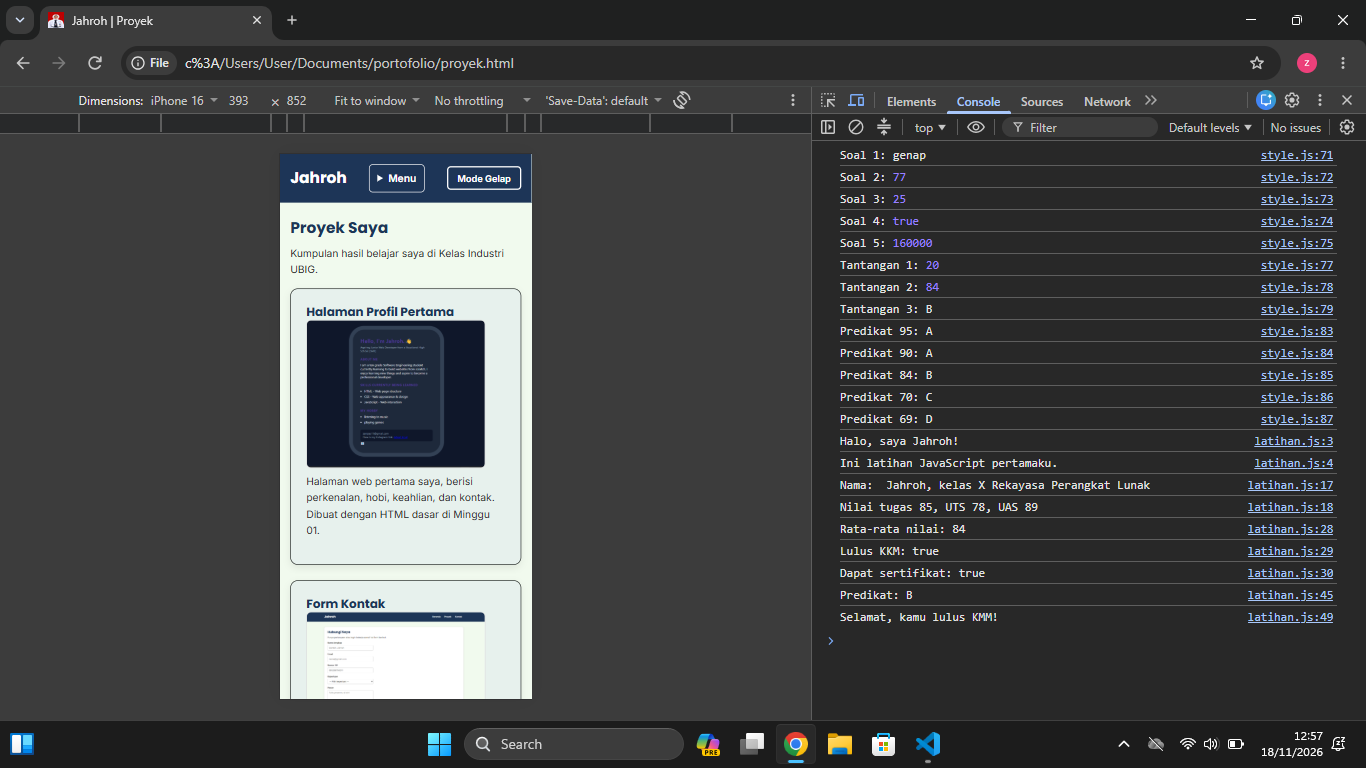 Jahroh | Proyek
File c%3A/Users/User/Documents/portofolio/proyek.html
z
Dimensions: iPhone 16 393 × 852 Fit to window No throttling 'Save-Data': default
Elements Console Sources Network
top Filter Default levels No issues
Jahroh Menu Mode Gelap
Proyek Saya
Kumpulan hasil belajar saya di Kelas Industri
UBIG.
Halaman Profil Pertama
Halaman web pertama saya, berisi
perkenalan, hobi, keahlian, dan kontak.
Dibuat dengan HTML dasar di Minggu
01.
Form Kontak
Jahroh
Soal 1: genap style.js:71
Soal 2: 77 style.js:72
Soal 3: 25 style.js:73
Soal 4: true style.js:74
Soal 5: 160000 style.js:75
Tantangan 1: 20 style.js:77
Tantangan 2: 84 style.js:78
Tantangan 3: B style.js:79
Predikat 95: A style.js:83
Predikat 90: A style.js:84
Predikat 84: B style.js:85
Predikat 70: C style.js:86
Predikat 69: D style.js:87
Halo, saya Jahroh! latihan.js:3
Ini latihan JavaScript pertamaku. latihan.js:4
Nama:  Jahroh, kelas X Rekayasa Perangkat Lunak latihan.js:17
Nilai tugas 85, UTS 78, UAS 89 latihan.js:18
Rata-rata nilai: 84 latihan.js:28
Lulus KKM: true latihan.js:29
Dapat sertifikat: true latihan.js:30
Predikat: B latihan.js:45
Selamat, kamu lulus KMM! latihan.js:49
Search
PRE
12:57
18/11/2026